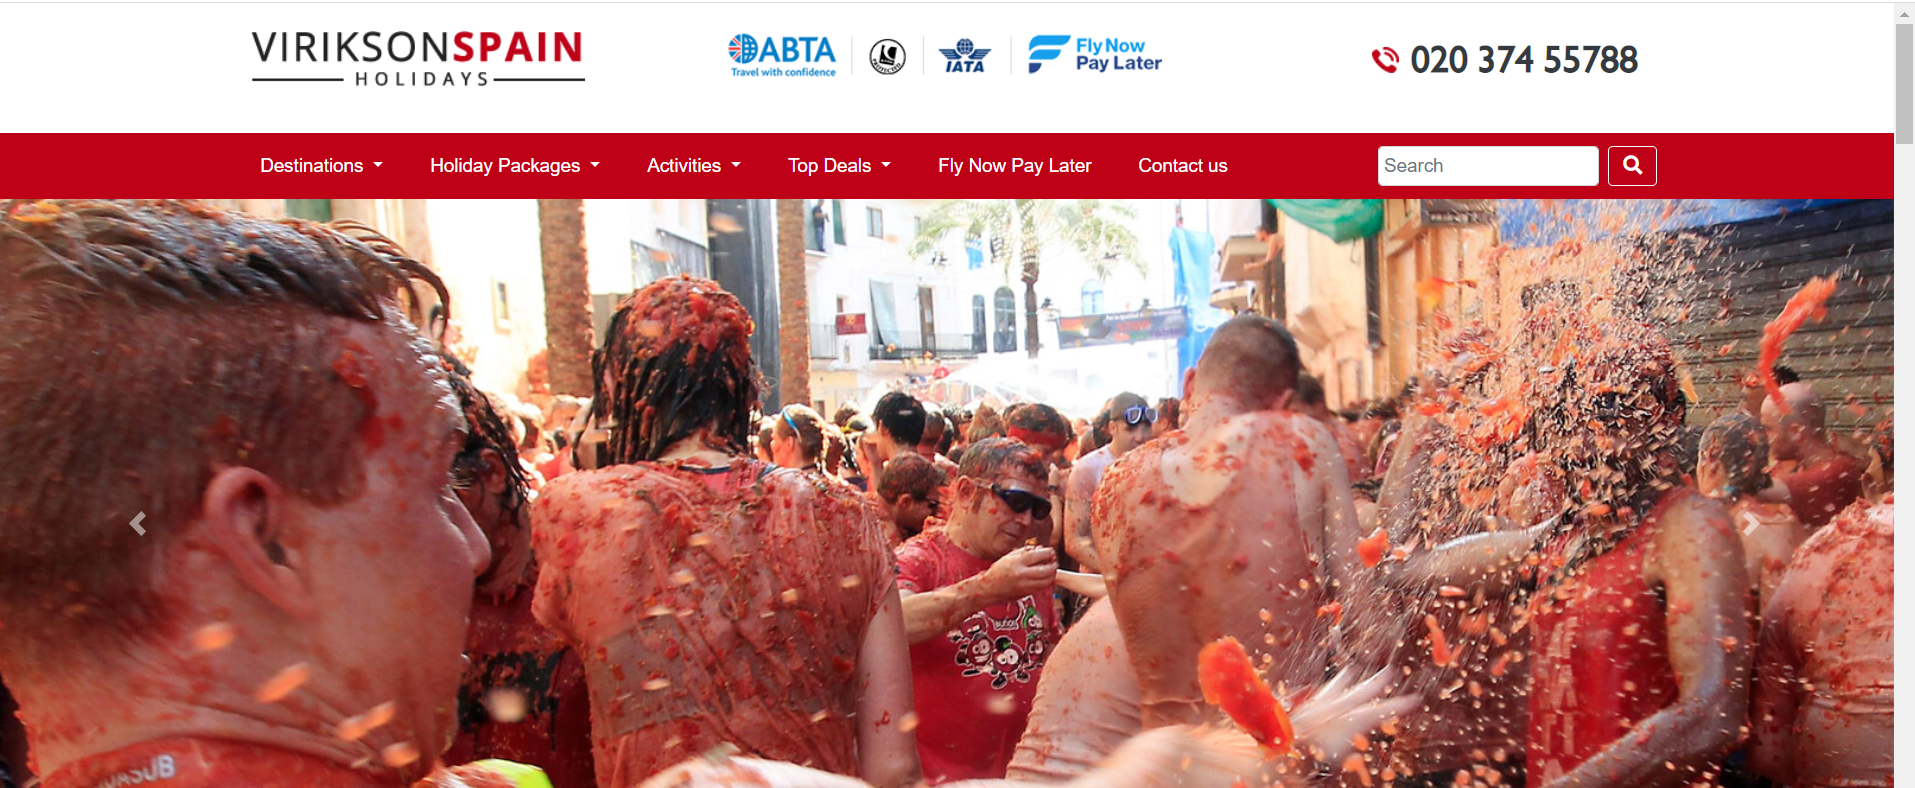 VIRIKSONSPAIN
HOLIDAYS
ABTA
Travel with confidence
PROTECTED
IATA
Fly Now
Pay Later
020 374 55788
Destinations
Holiday Packages
Activities
Top Deals
Fly Now Pay Later
Contact us
Search